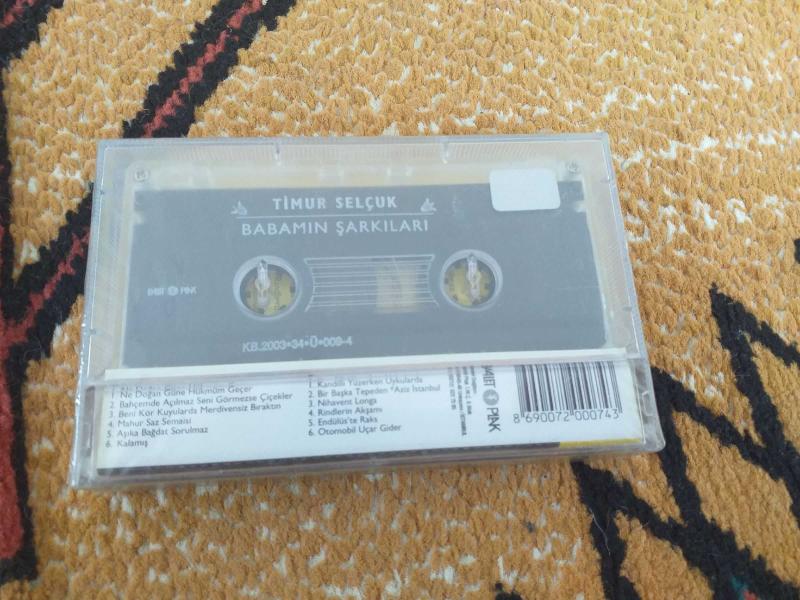 TİMUR SELÇUK
BABAMIN ŞARKILARI
PLAK
KB.2003•34•Ü•009-4
1. Ne Doğan Güne Hükmüm Geçer
2. Bahçemde Açılmaz Seni Görmezse Çiçekler
3. Beni Kör Kuyularda Merdivensiz Bıraktın
4. Mahur Saz Semaisi
5. Aşıka Bağdat Sorulmaz
6. Kalamış
1. Kandilli Yüzerken Uykularda
2. Bir Başka Tepeden "Aziz İstanbul
3. Nihavent Longa
4. Rindlerin Akşamı
5. Endülüs'te Raks
6. Otomobil Uçar Gider
PLAK
8 690072 000743